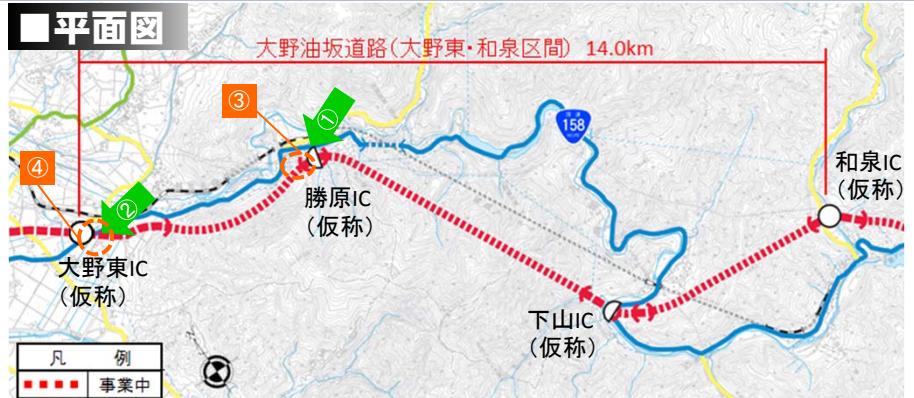 ■平面図
大野油坂道路(大野東・和泉区間) 14.0km
③
①
158
④
②
和泉IC
(仮称)
勝原IC
(仮称)
大野東IC
(仮称)
下山IC
(仮称)
凡 例
事業中